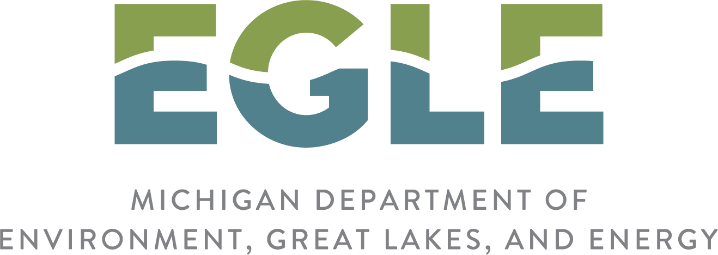 EGLE
MICHIGAN DEPARTMENT OF
ENVIRONMENT, GREAT LAKES, AND ENERGY